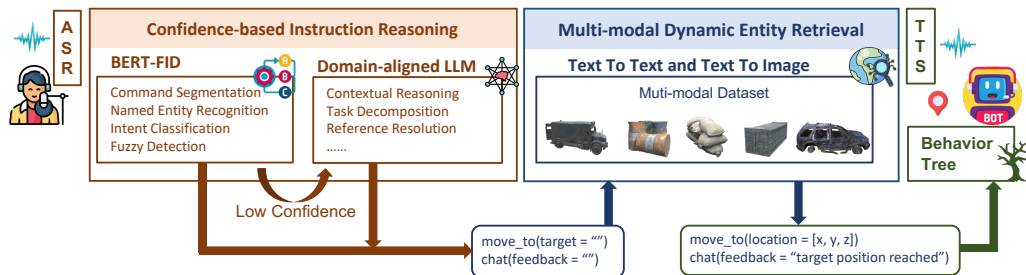 ASR
Confidence-based Instruction Reasoning
BERT-FID
Command Segmentation
Named Entity Recognition
Intent Classification
Fuzzy Detection
A
B
C
Domain-aligned LLM
Contextual Reasoning
Task Decomposition
Reference Resolution
......
Low Confidence
move_to(target = “”)
chat(feedback = “”)
Multi-modal Dynamic Entity Retrieval
Text To Text and Text To Image
Muti-modal Dataset
move_to(location = [x, y, z])
chat(feedback = “target position reached”)
TTS
BOT
Behavior
Tree